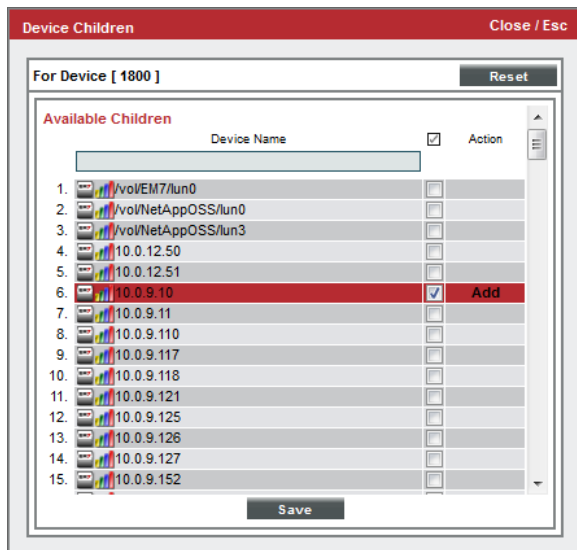 Device Children Close / Esc
For Device [ 1800 ] Reset
Available Children
Device Name Action
1. /vol/EM7/lun0
2. /vol/NetAppOSS/lun0
3. /vol/NetAppOSS/lun3
4. 10.0.12.50
5. 10.0.12.51
6. 10.0.9.10 Add
7. 10.0.9.11
8. 10.0.9.110
9. 10.0.9.117
10. 10.0.9.118
11. 10.0.9.121
12. 10.0.9.125
13. 10.0.9.126
14. 10.0.9.127
15. 10.0.9.152
Save